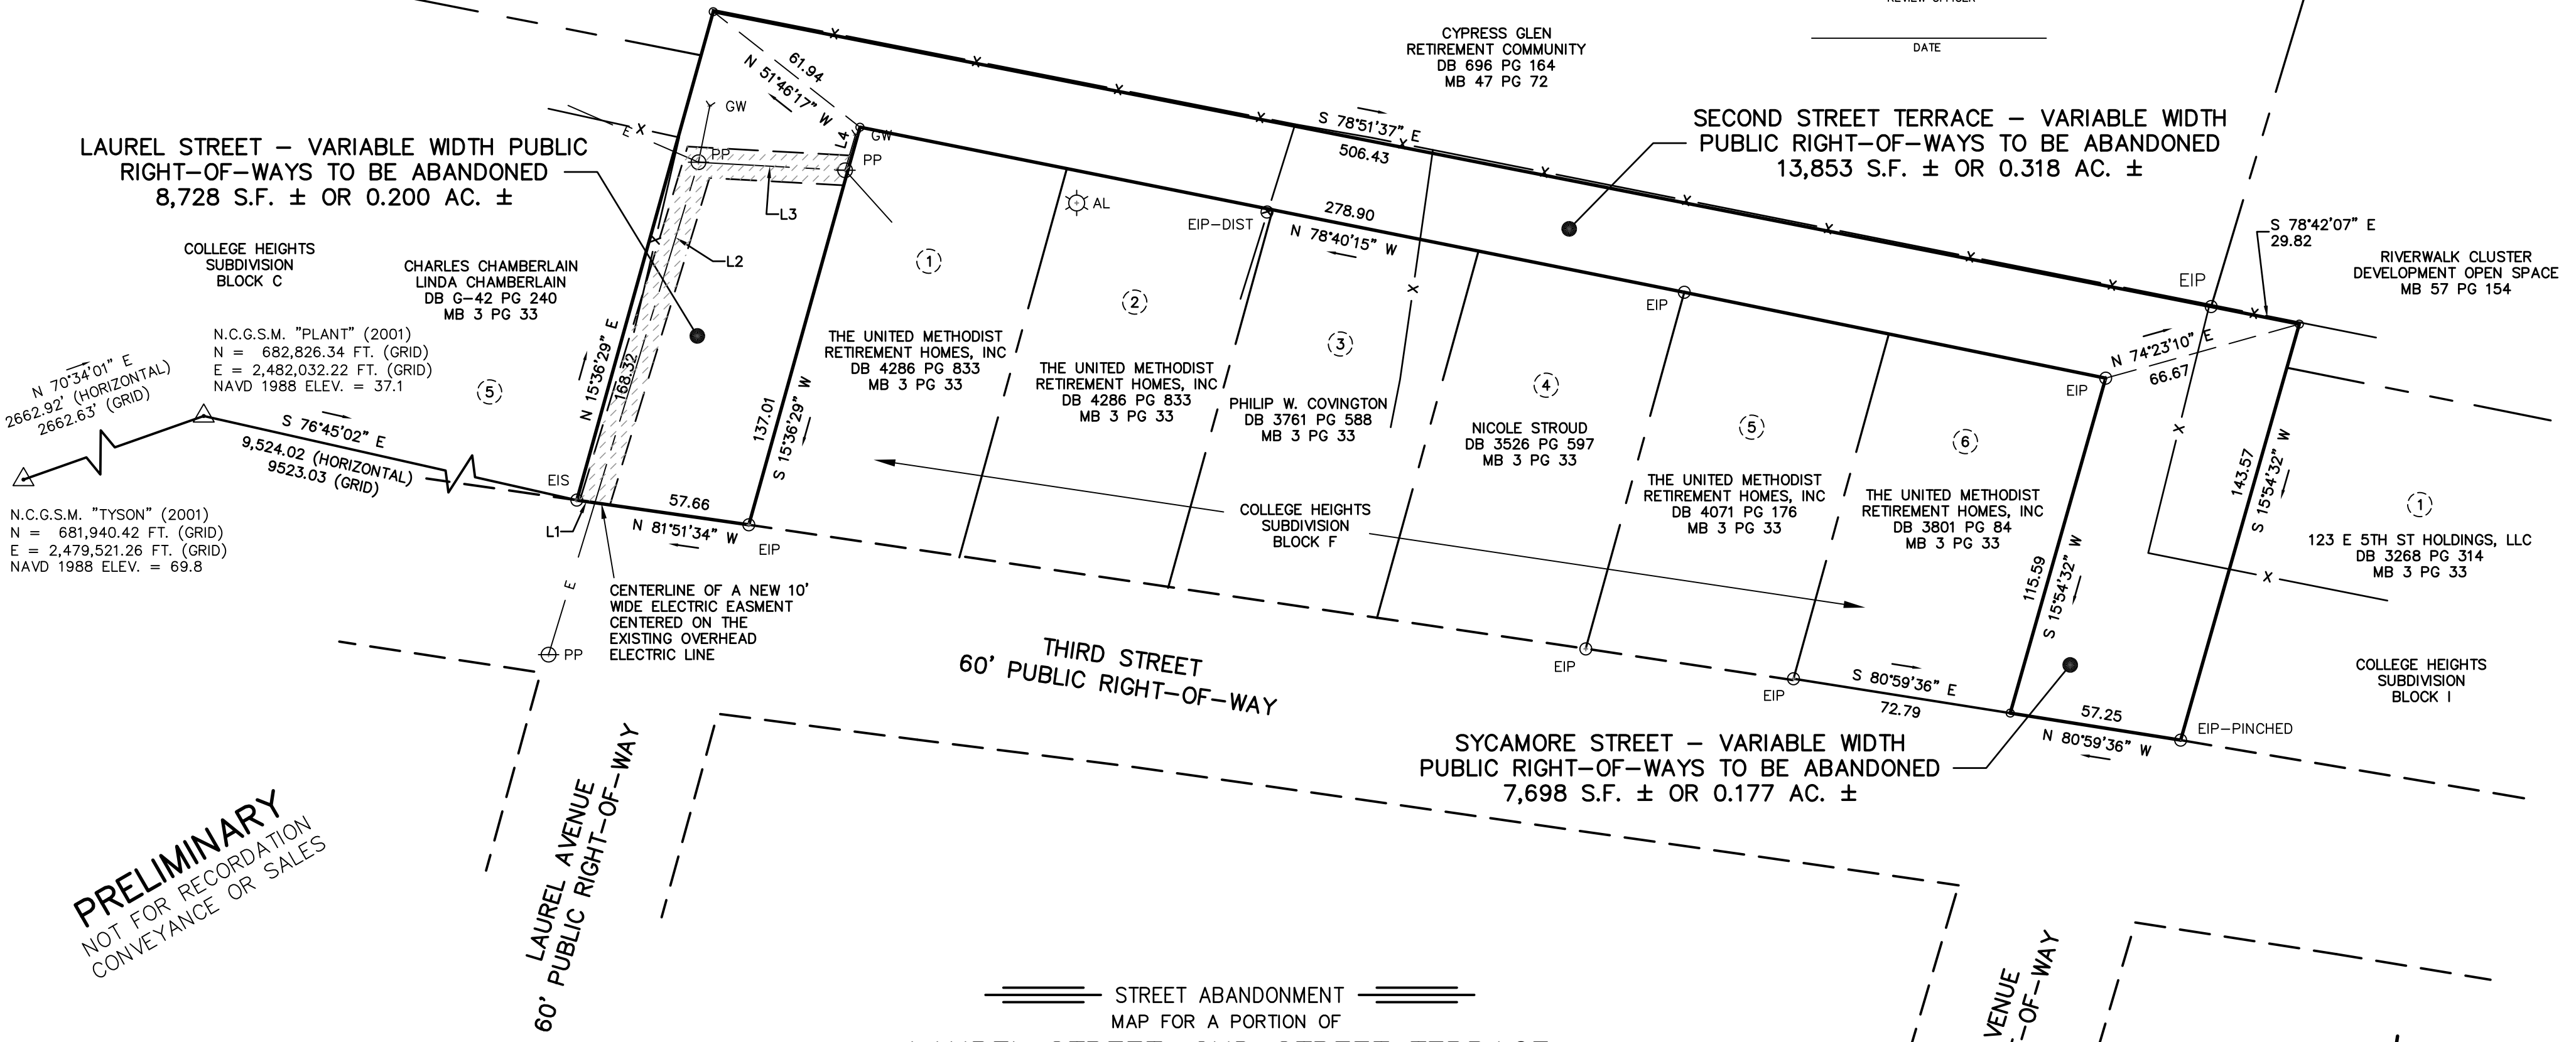 DATE
CYPRESS GLEN
RETIREMENT COMMUNITY
DB 696 PG 164
MB 47 PG 72
SECOND STREET TERRACE – VARIABLE WIDTH
PUBLIC RIGHT–OF–WAYS TO BE ABANDONED
13,853 S.F. ± OR 0.318 AC. ±
61.94
N 51°46'17" W
GW
L4
GW
E
X
PP
PP
LAUREL STREET – VARIABLE WIDTH PUBLIC
RIGHT–OF–WAYS TO BE ABANDONED
8,728 S.F. ± OR 0.200 AC. ±
L3
L2
S 78°51'37" E
506.43
278.90
N 78°40'15" W
EIP–DIST
AL
S 78°42'07" E
29.82
EIP
RIVERWALK CLUSTER
DEVELOPMENT OPEN SPACE
MB 57 PG 154
COLLEGE HEIGHTS
SUBDIVISION
BLOCK C
CHARLES CHAMBERLAIN
LINDA CHAMBERLAIN
DB G–42 PG 240
MB 3 PG 33
5
N.C.G.S.M. "PLANT" (2001)
N = 682,826.34 FT. (GRID)
E = 2,482,032.22 FT. (GRID)
NAVD 1988 ELEV. = 37.1
N 70°34'01" E
2662.92' (HORIZONTAL)
2662.63' (GRID)
S 76°45'02" E
9,524.02 (HORIZONTAL)
9523.03 (GRID)
N.C.G.S.M. "TYSON" (2001)
N = 681,940.42 FT. (GRID)
E = 2,479,521.26 FT. (GRID)
NAVD 1988 ELEV. = 69.8
N 15°36'29" E
168.32
137.01
S 15°36'29" W
EIS
L1
57.66
N 81°51'34" W
EIP
1
THE UNITED METHODIST
RETIREMENT HOMES, INC
DB 4286 PG 833
MB 3 PG 33
2
THE UNITED METHODIST
RETIREMENT HOMES, INC
DB 4286 PG 833
MB 3 PG 33
3
PHILIP W. COVINGTON
DB 3761 PG 588
MB 3 PG 33
X
4
NICOLE STROUD
DB 3526 PG 597
MB 3 PG 33
EIP
5
THE UNITED METHODIST
RETIREMENT HOMES, INC
DB 4071 PG 176
MB 3 PG 33
6
THE UNITED METHODIST
RETIREMENT HOMES, INC
DB 3801 PG 84
MB 3 PG 33
EIP
N 74°23'10" E
66.67
X
115.59
S 15°54'32" W
143.57
S 15°54'32" W
X
1
123 E 5TH ST HOLDINGS, LLC
DB 3268 PG 314
MB 3 PG 33
COLLEGE HEIGHTS
SUBDIVISION
BLOCK F
COLLEGE HEIGHTS
SUBDIVISION
BLOCK I
E
PP
CENTERLINE OF A NEW 10'
WIDE ELECTRIC EASMENT
CENTERED ON THE
EXISTING OVERHEAD
ELECTRIC LINE
THIRD STREET
60' PUBLIC RIGHT–OF–WAY
EIP
EIP
S 80°59'36" E
72.79
57.25
N 80°59'36" W
EIP–PINCHED
SYCAMORE STREET – VARIABLE WIDTH
PUBLIC RIGHT–OF–WAYS TO BE ABANDONED
7,698 S.F. ± OR 0.177 AC. ±
PRELIMINARY
NOT FOR RECORDATION
CONVEYANCE OR SALES
LAUREL AVENUE
60' PUBLIC RIGHT–OF–WAY
VENUE
–OF–WAY
STREET ABANDONMENT
MAP FOR A PORTION OF